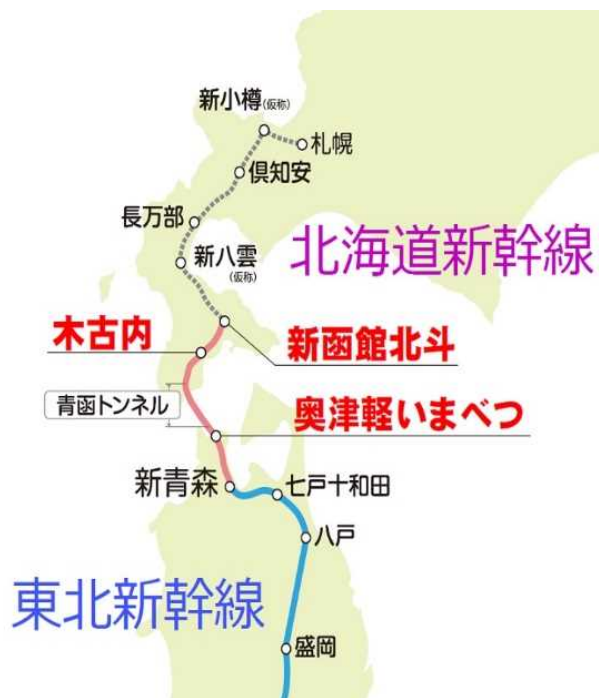 新小樽(仮称)
札幌
倶知安
長万部
新八雲
(仮称)
北海道新幹線
木古内
新函館北斗
青函トンネル
奥津軽いまべつ
新青森
七戸十和田
八戸
東北新幹線
盛岡